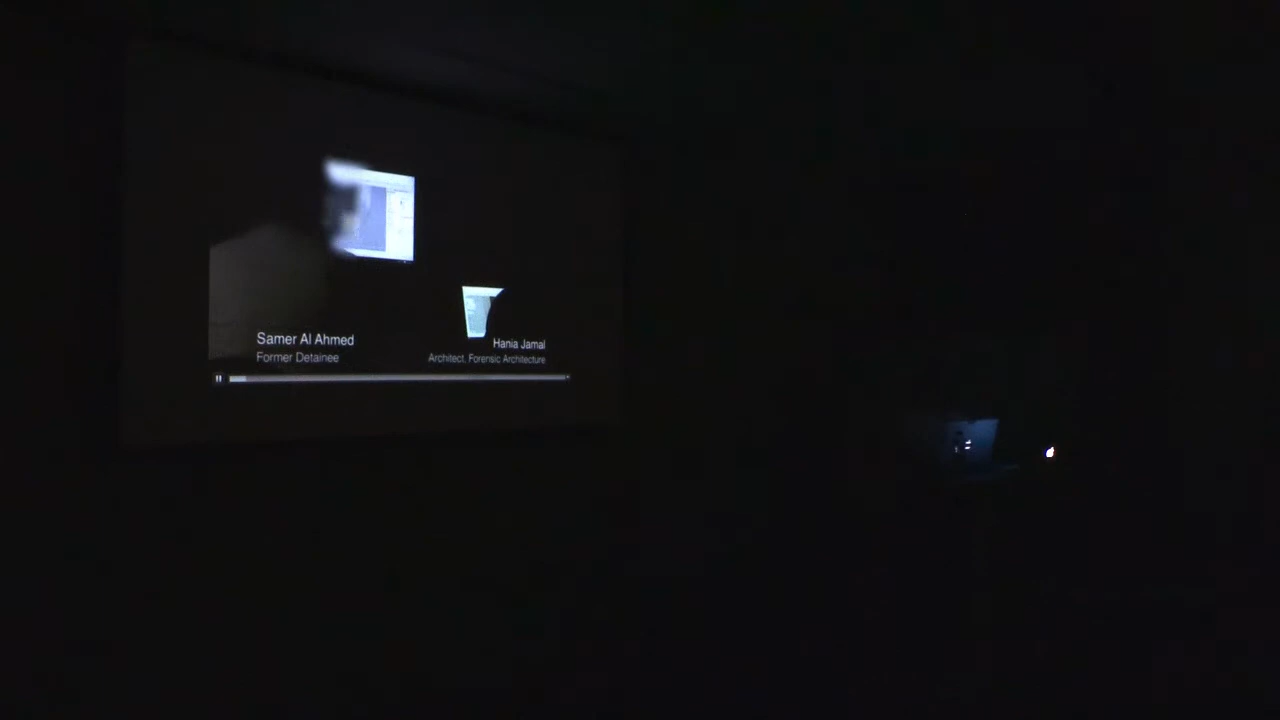 Samer Al Ahmed
Former Detainee
Hania Jamal
Architect, Forensic Architecture